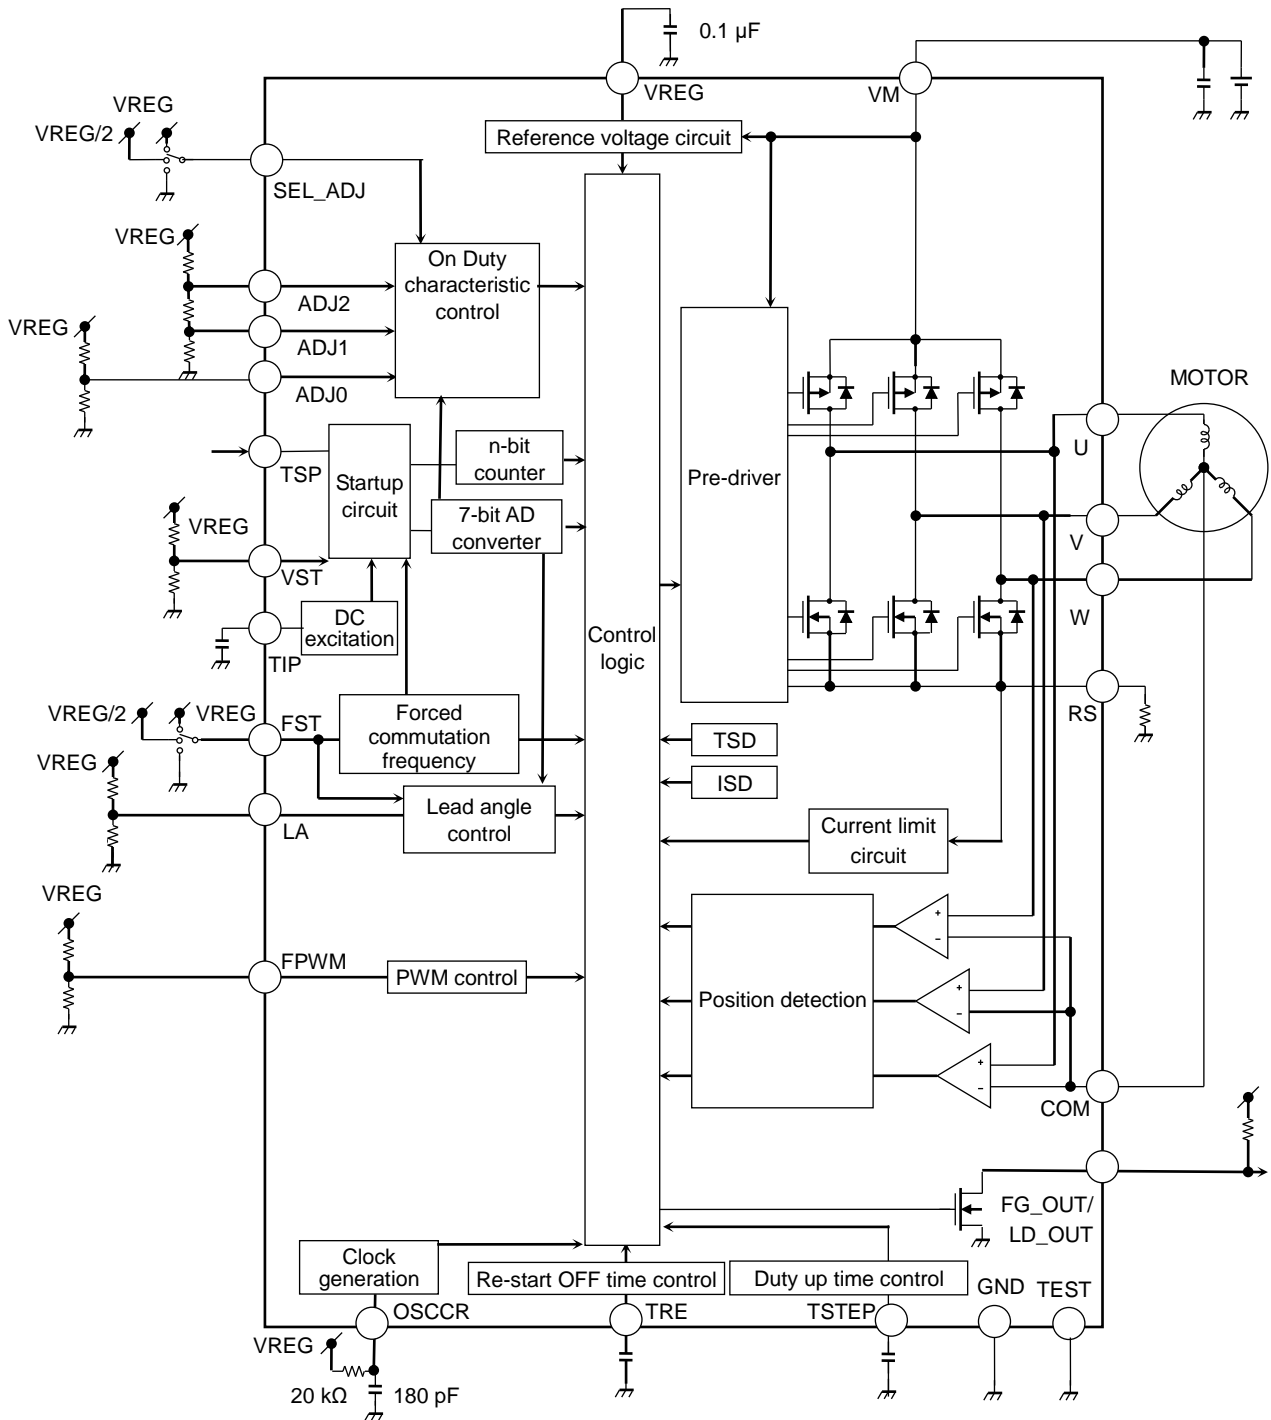 0.1 µF
VREG
VM
VREG
VREG/2
Reference voltage circuit
SEL_ADJ
VREG
On Duty
characteristic
control
ADJ2
VREG
ADJ1
ADJ0
MOTOR
U
n-bit
counter
TSP
Startup
circuit
Pre-driver
7-bit AD
converter
VREG
V
VST
DC
excitation
W
Control
logic
TIP
VREG/2
VREG
FST
Forced
commutation
frequency
RS
TSD
VREG
ISD
Lead angle
control
LA
Current limit
circuit
VREG
+
−
FPWM
PWM control
+
−
Position detection
+
−
COM
FG_OUT/
LD_OUT
Clock
generation
Re-start OFF time control
Duty up time control
GND
TEST
OSCCR
TRE
TSTEP
VREG
20 kΩ
180 pF